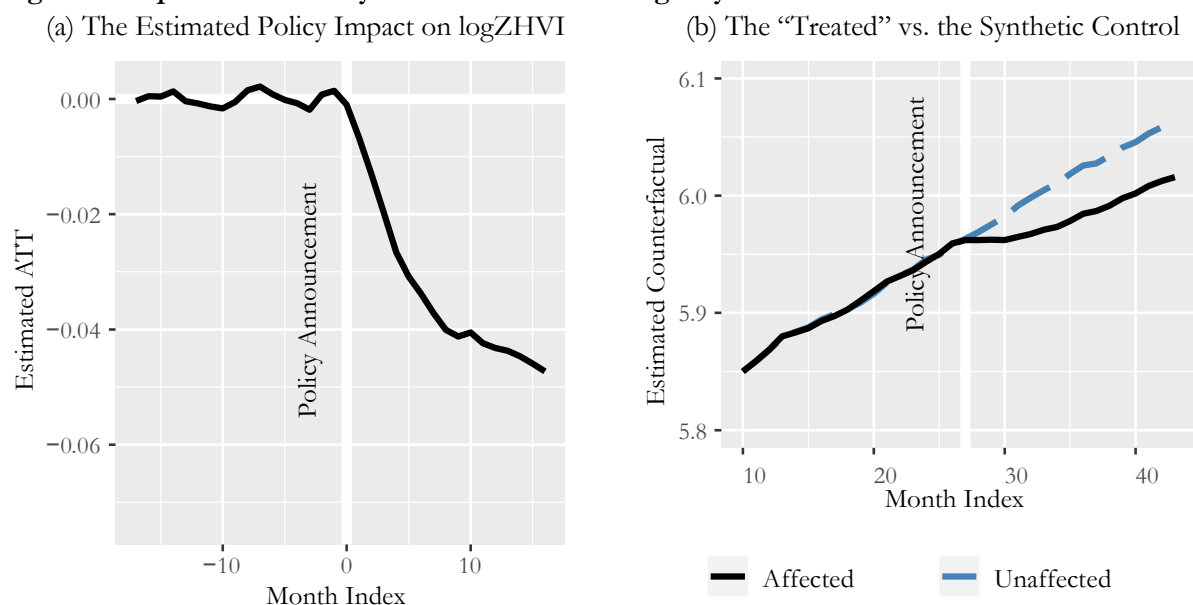 (a) The Estimated Policy Impact on logZHVI
Estimated ATT
0.00
−0.02
−0.04
−0.06
Policy Announcement
−10
0
10
Month Index
(b) The “Treated” vs. the Synthetic Control
Estimated Counterfactual
6.1
6.0
5.9
5.8
Policy Announcement
10
20
30
40
Month Index
Affected
Unaffected